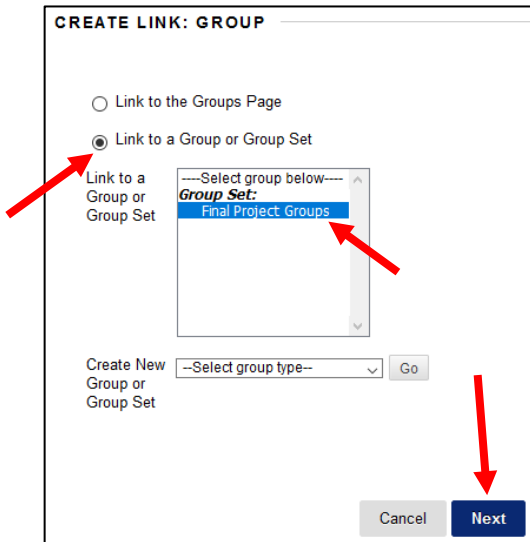 CREATE LINK: GROUP
Link to the Groups Page
Link to a Group or Group Set
Link to a
Group or
Group Set
----Select group below----
Group Set:
Final Project Groups
Create New
Group or
Group Set
--Select group type--
Go
Cancel
Next